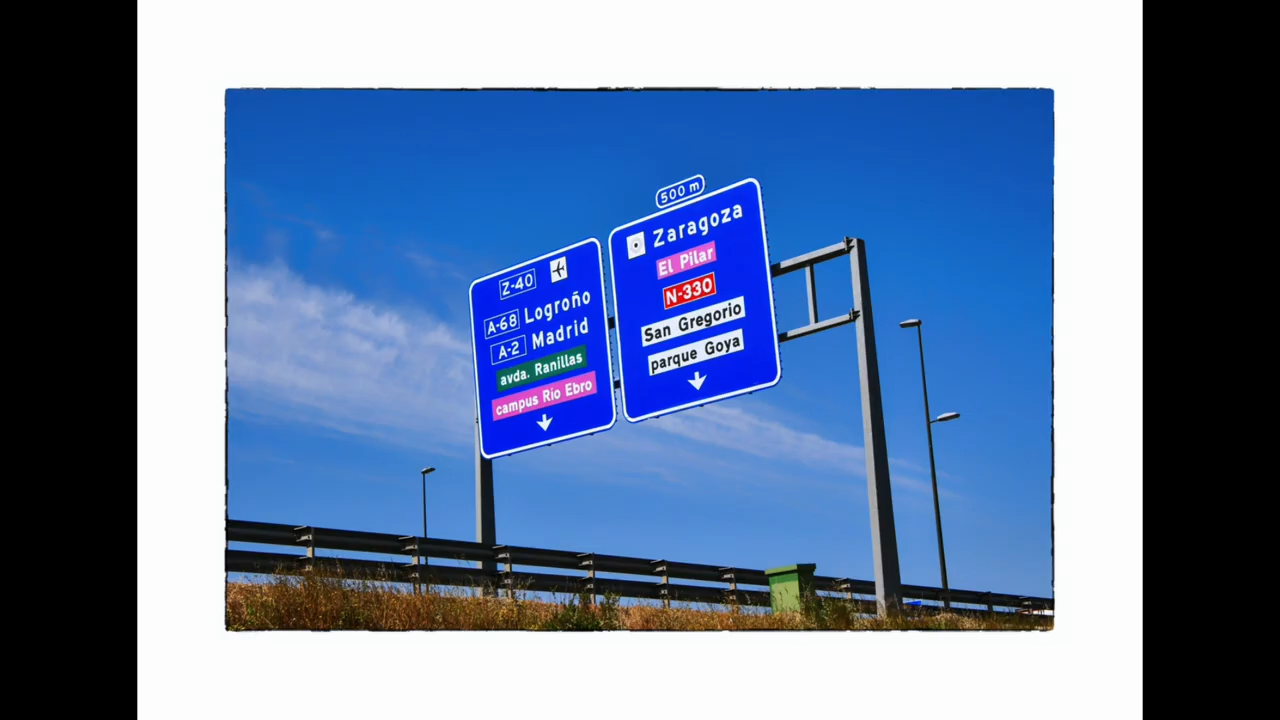 Z-40
A-68 Logroño
A-2 Madrid
avda. Ranillas
campus Río Ebro
500 m
Zaragoza
El Pilar
N-330
San Gregorio
parque Goya